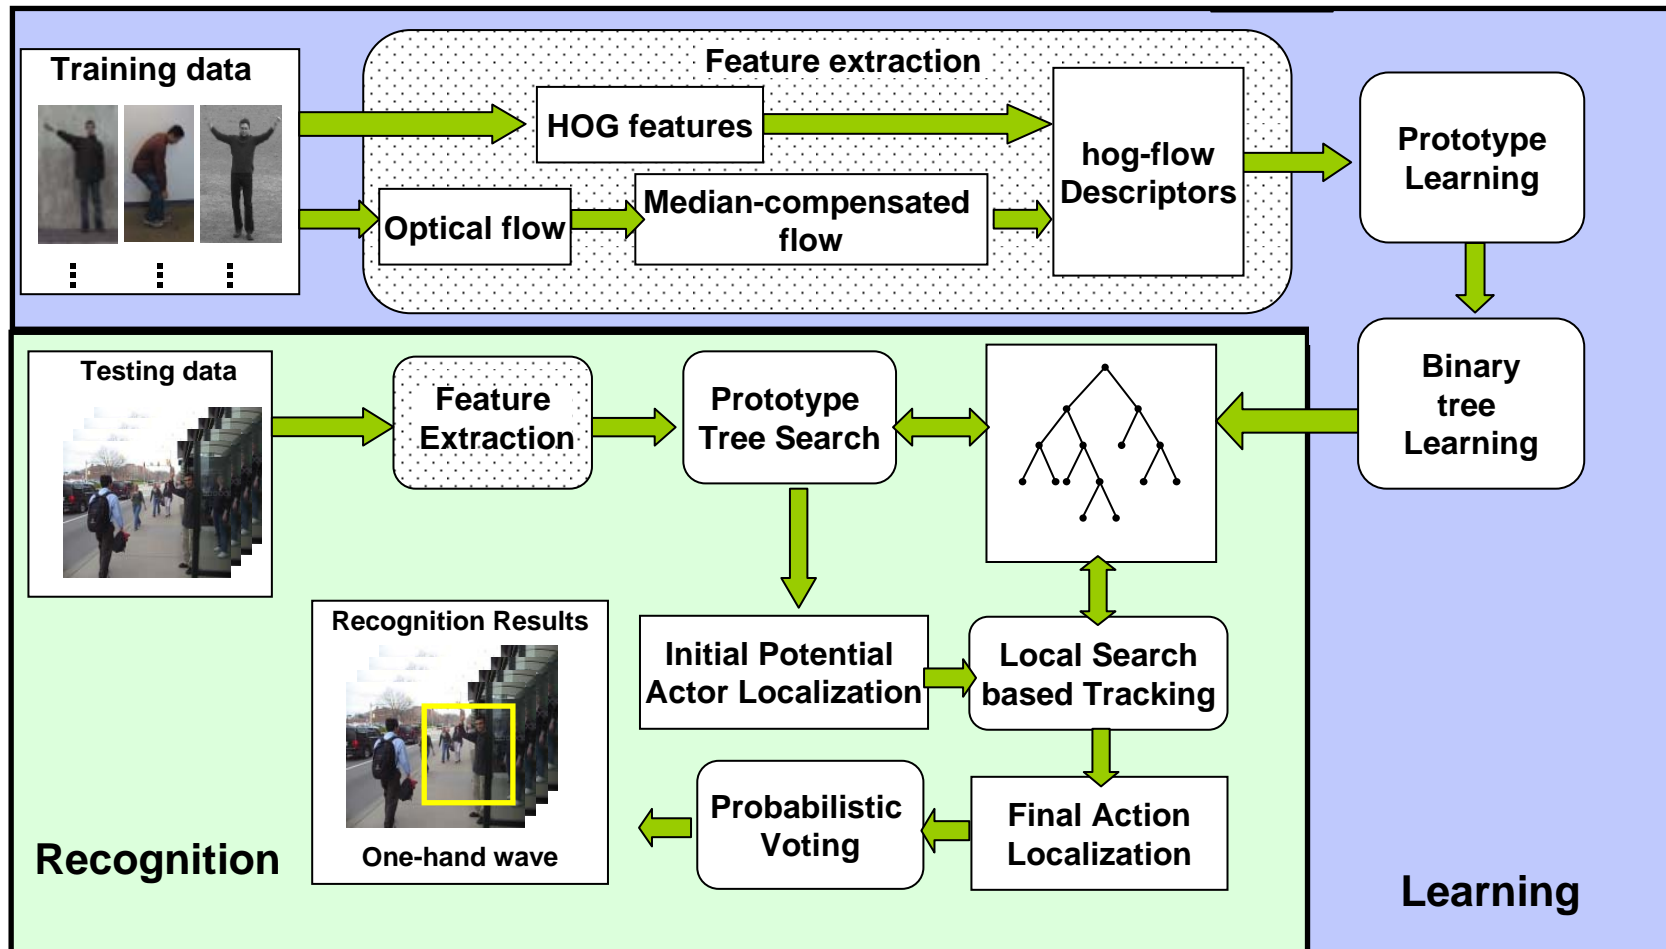 Training data
Feature extraction
HOG features
hog-flow
Descriptors
Optical flow
Median-compensated
flow
Prototype
Learning
Binary
tree
Learning
Testing data
Feature
Extraction
Prototype
Tree Search
Initial Potential
Actor Localization
Local Search
based Tracking
Final Action
Localization
Probabilistic
Voting
Recognition Results
One-hand wave
Recognition
Learning